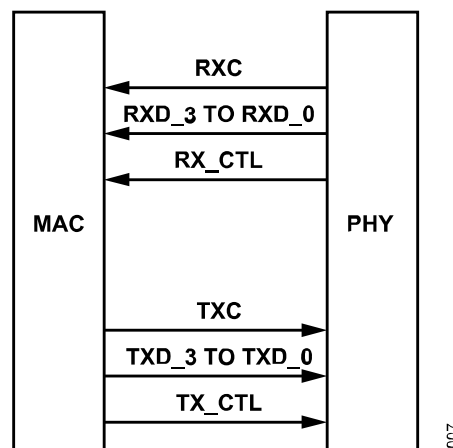 RXC
RXD_3 TO RXD_0
RX_CTL
MAC
PHY
TXC
TXD_3 TO TXD_0
TX_CTL